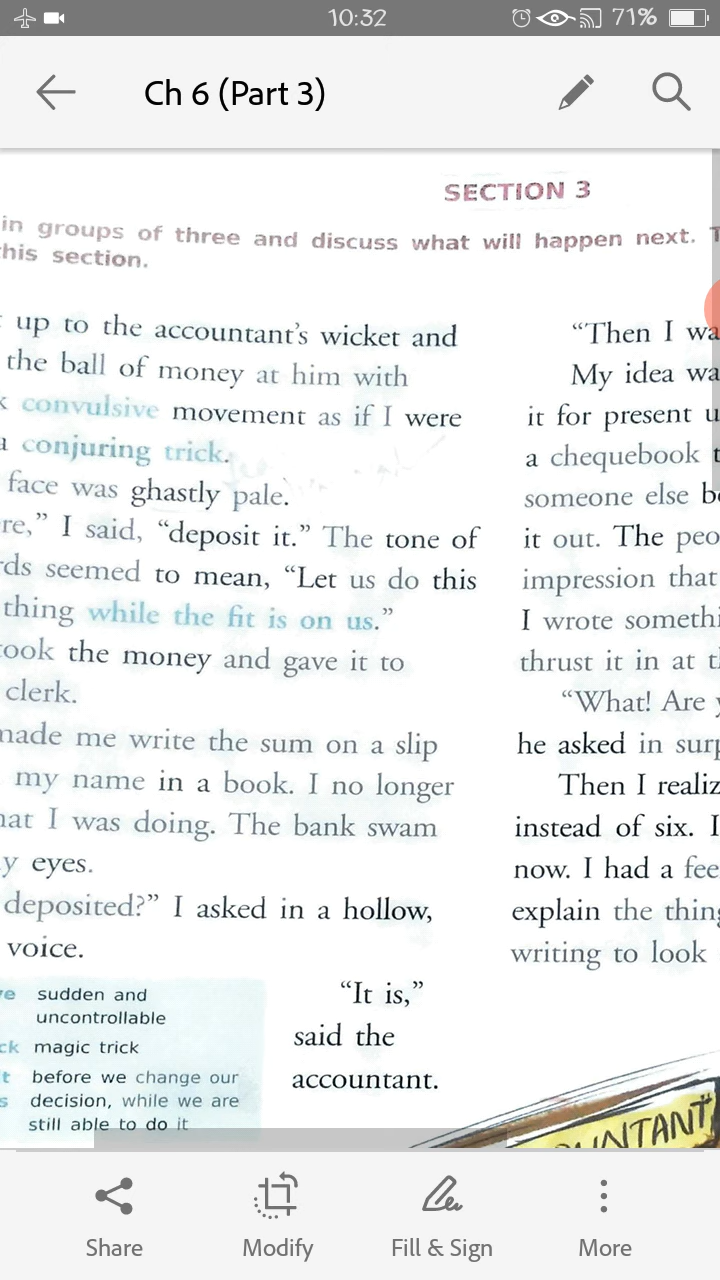 10:32
71%
Ch 6 (Part 3)
SECTION 3
in groups of three and discuss what will happen next.
this section.
up to the accountant's wicket and
the ball of money at him with
convulsive movement as if I were
a conjuring trick.
face was ghastly pale.
re,” I said, “deposit it.” The tone of
rds seemed to mean, “Let us do this
thing while the fit is on us.”
took the money and gave it to
clerk.
made me write the sum on a slip
my name in a book. I no longer
hat I was doing. The bank swam
y eyes.
deposited?” I asked in a hollow,
voice.
“It is,”
said the
accountant.
ve sudden and
uncontrollable
ck magic trick
t before we change our
s decision, while we are
still able to do it
“Then I wa
My idea wa
it for present u
a chequebook t
someone else be
it out. The peo
impression that
I wrote somethi
thrust it in at t
“What! Are y
he asked in surp
Then I realiz
instead of six. I
now. I had a fee
explain the thing
writing to look
OUNTANT
Share
Modify
Fill & Sign
More